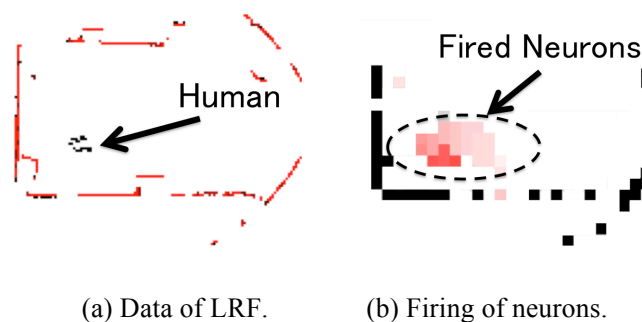 Human
Fired Neurons
(a) Data of LRF.
(b) Firing of neurons.